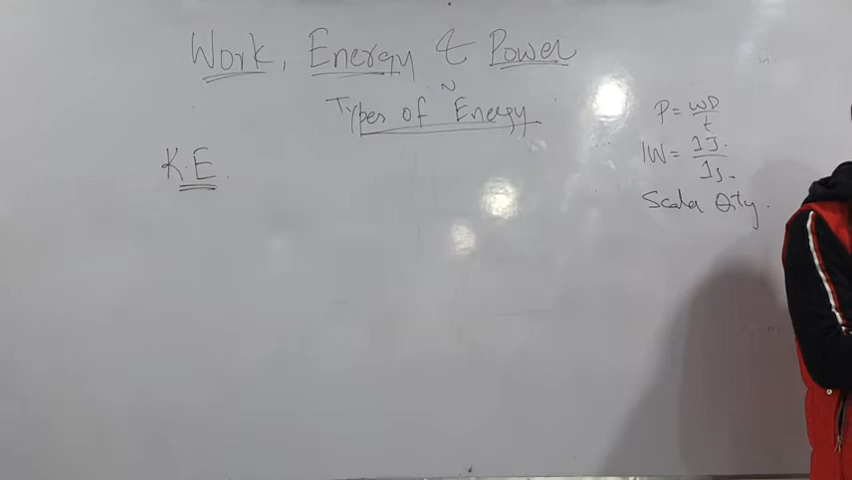 Work, Energy & Power
Types of Energy
K.E.
P = WD/t
1W = 1J/1s
Scalar Qty.